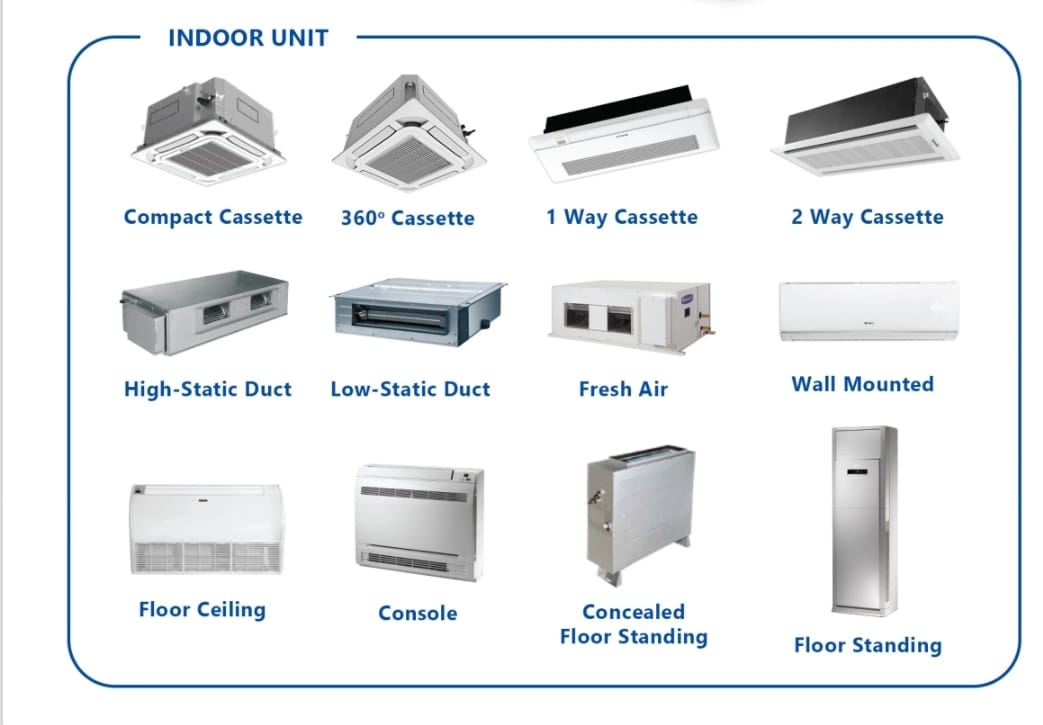 INDOOR UNIT
Compact Cassette
360º Cassette
1 Way Cassette
2 Way Cassette
High-Static Duct
Low-Static Duct
Fresh Air
Wall Mounted
Floor Ceiling
Console
Concealed
Floor Standing
Floor Standing